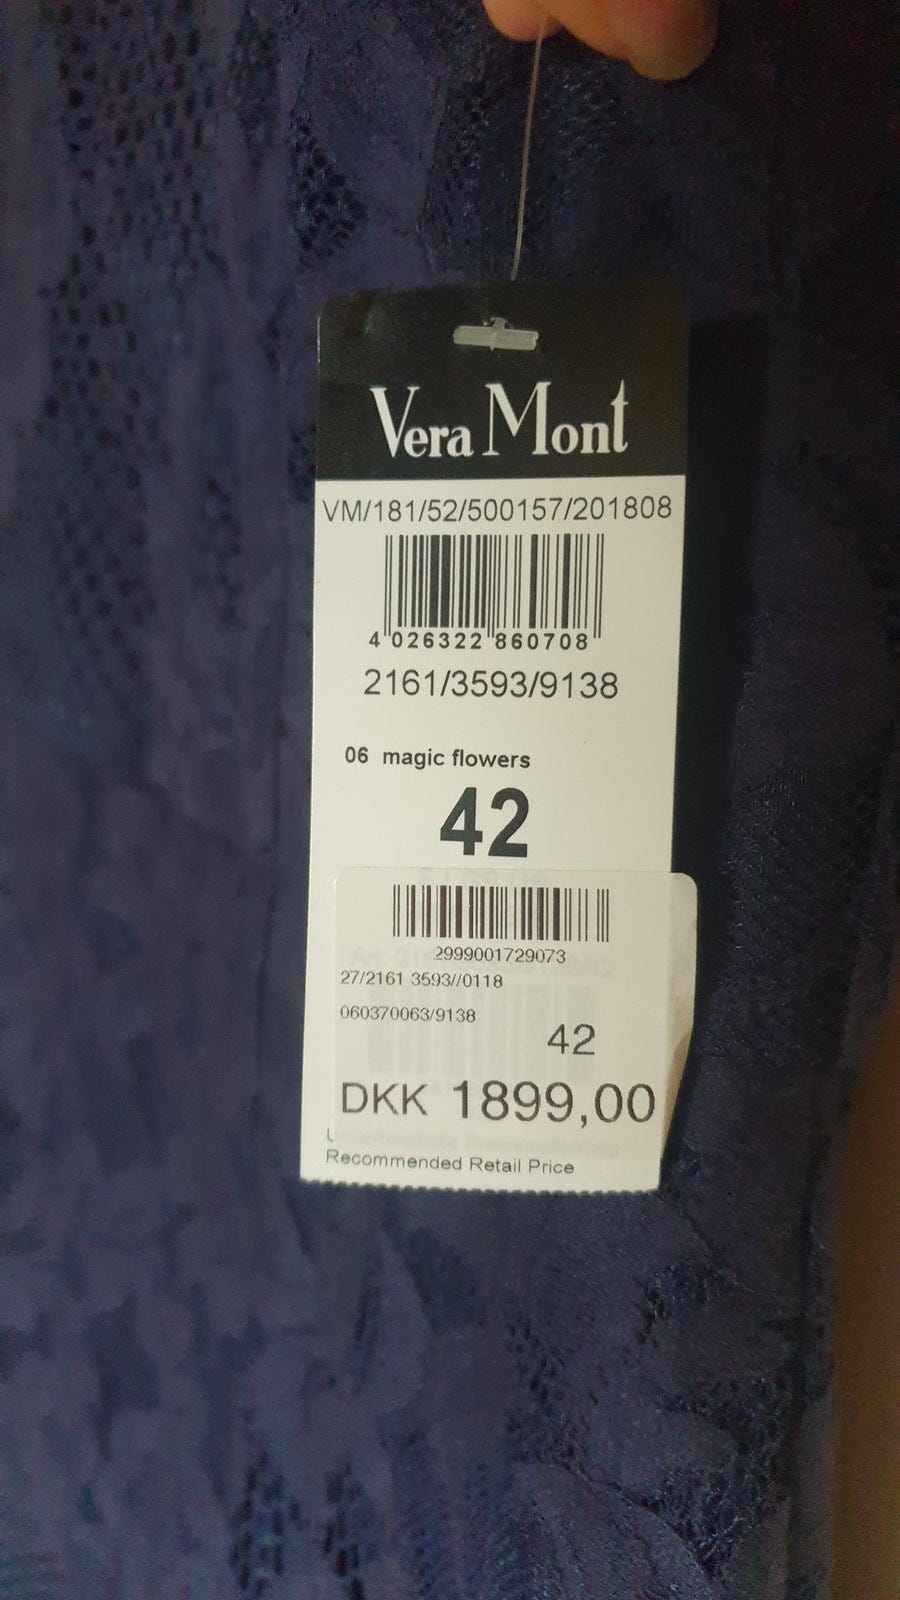 Vera Mont
VM/181/52/500157/201808
4 026322 860708
2161/3593/9138
06 magic flowers
42
2999001729073
27/2161 3593//0118
060370063/9138
42
DKK 1899,00
Recommended Retail Price